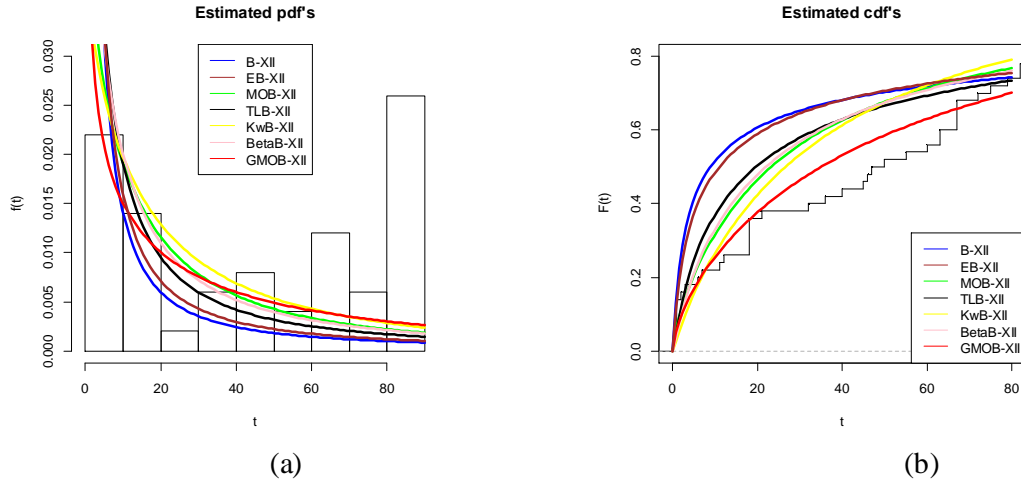 Estimated pdf's
0.030
0.025
0.020
0.015
0.010
0.005
0.000
f(t)
B-XII
EB-XII
MOB-XII
TLB-XII
KwB-XII
BetaB-XII
GMOB-XII
0 20 40 60 80
t
(a)
Estimated cdf's
0.8
0.6
0.4
0.2
0.0
F(t)
B-XII
EB-XII
MOB-XII
TLB-XII
KwB-XII
BetaB-XII
GMOB-XII
0 20 40 60 80
t
(b)